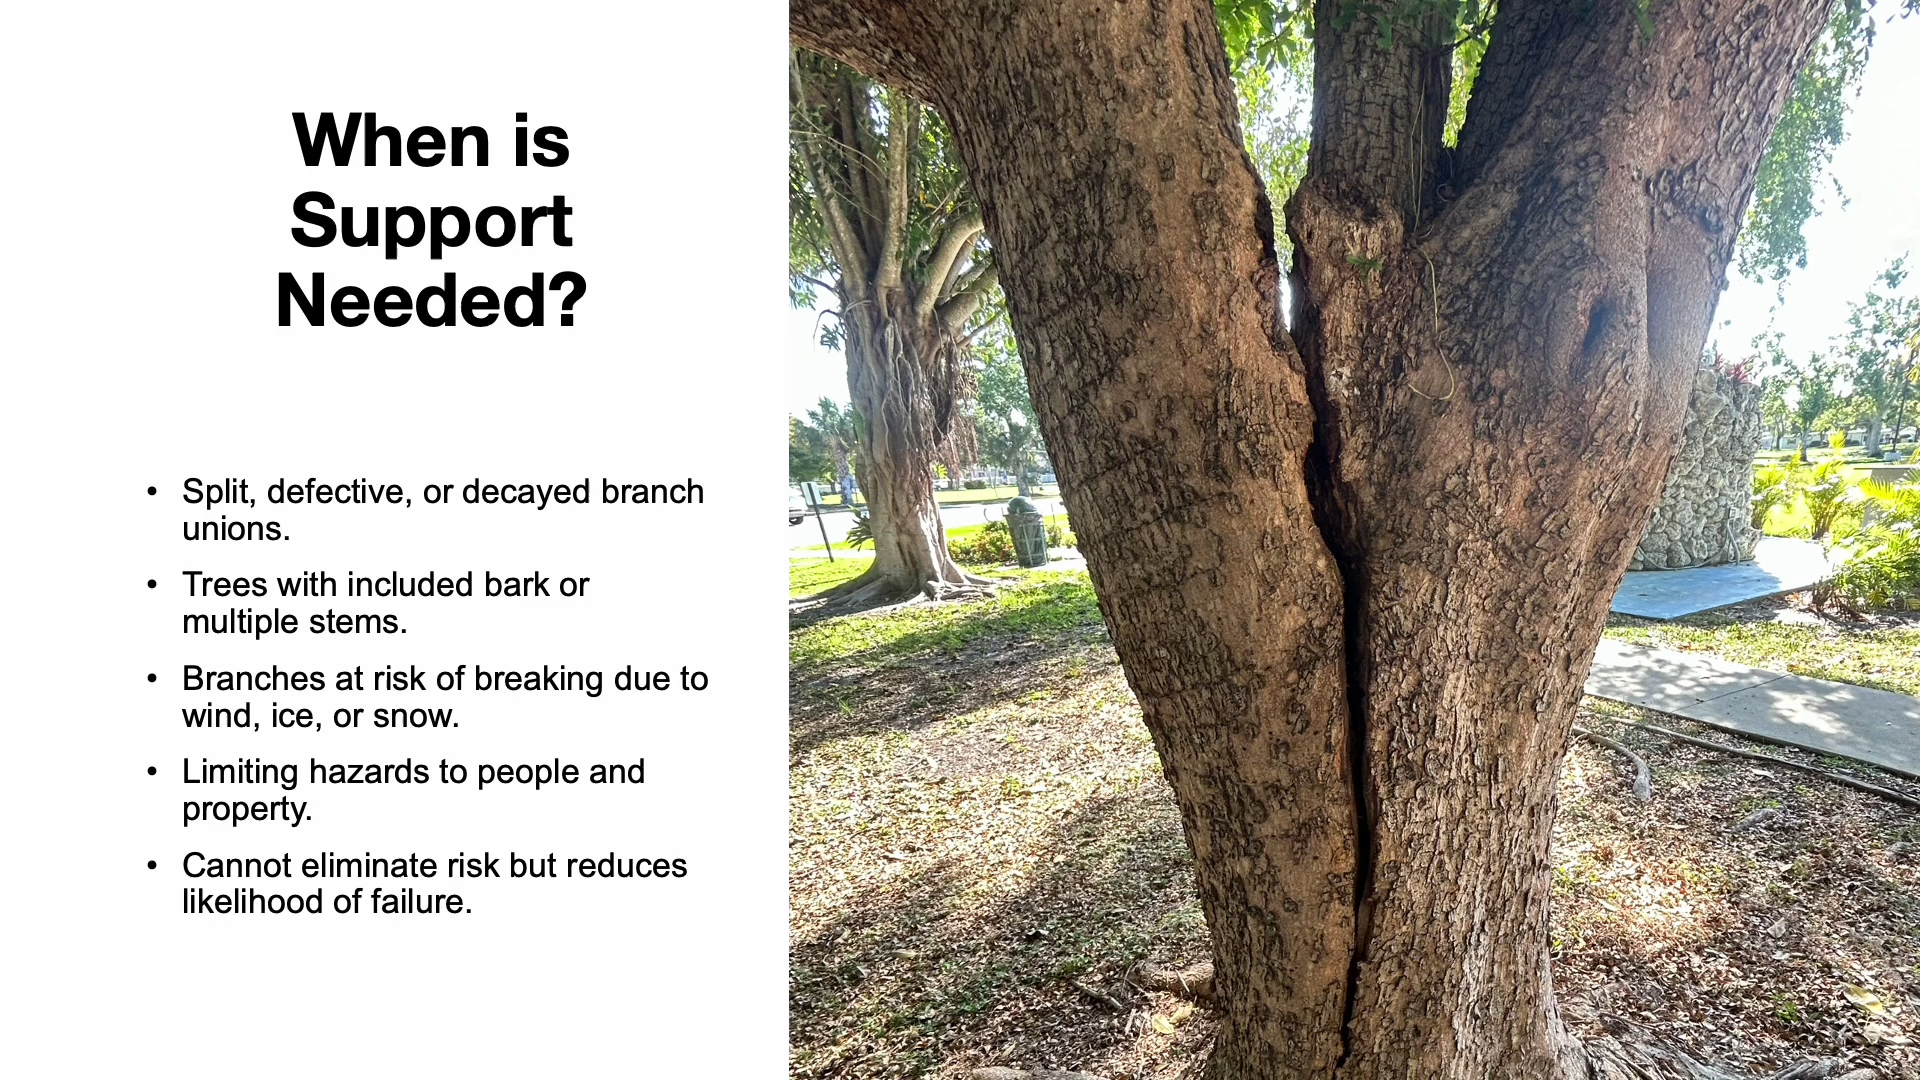 When is
Support
Needed?
• Split, defective, or decayed branch
unions.
• Trees with included bark or
multiple stems.
• Branches at risk of breaking due to
wind, ice, or snow.
• Limiting hazards to people and
property.
• Cannot eliminate risk but reduces
likelihood of failure.